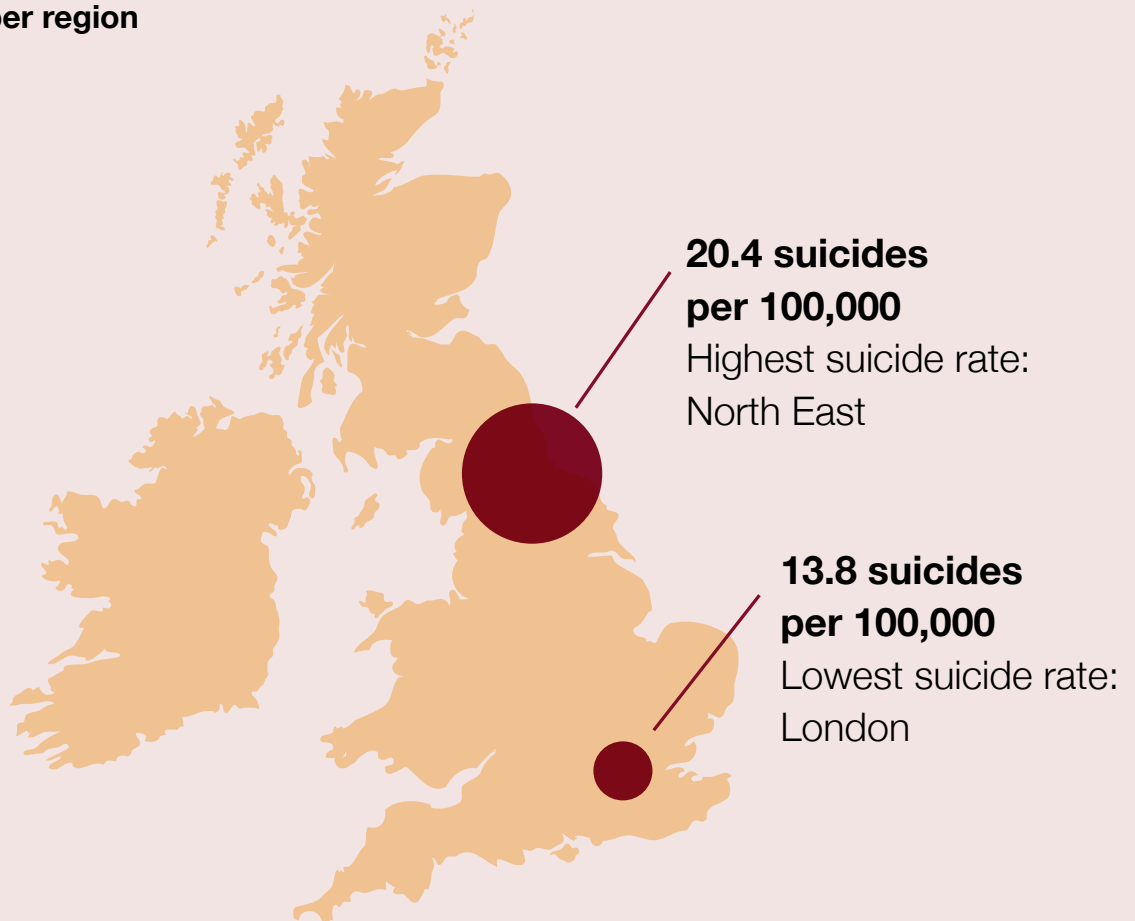 per region
20.4 suicides
per 100,000
Highest suicide rate:
North East
13.8 suicides
per 100,000
Lowest suicide rate:
London